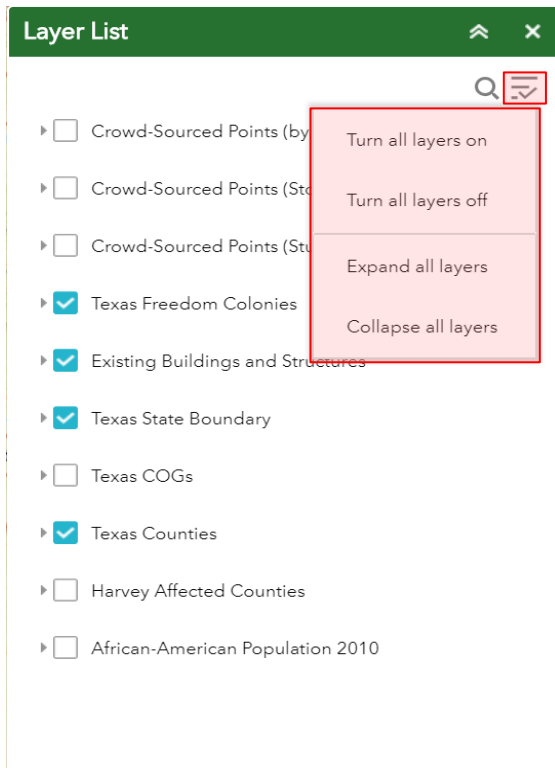 Layer List
Crowd-Sourced Points (by
Turn all layers on
Crowd-Sourced Points
Turn all layers off
Crowd-Sourced Points
Expand all layers
Texas Freedom Colonies
Collapse all layers
Existing Buildings and Structures
Texas State Boundary
Texas COGs
Texas Counties
Harvey Affected Counties
African-American Population 2010